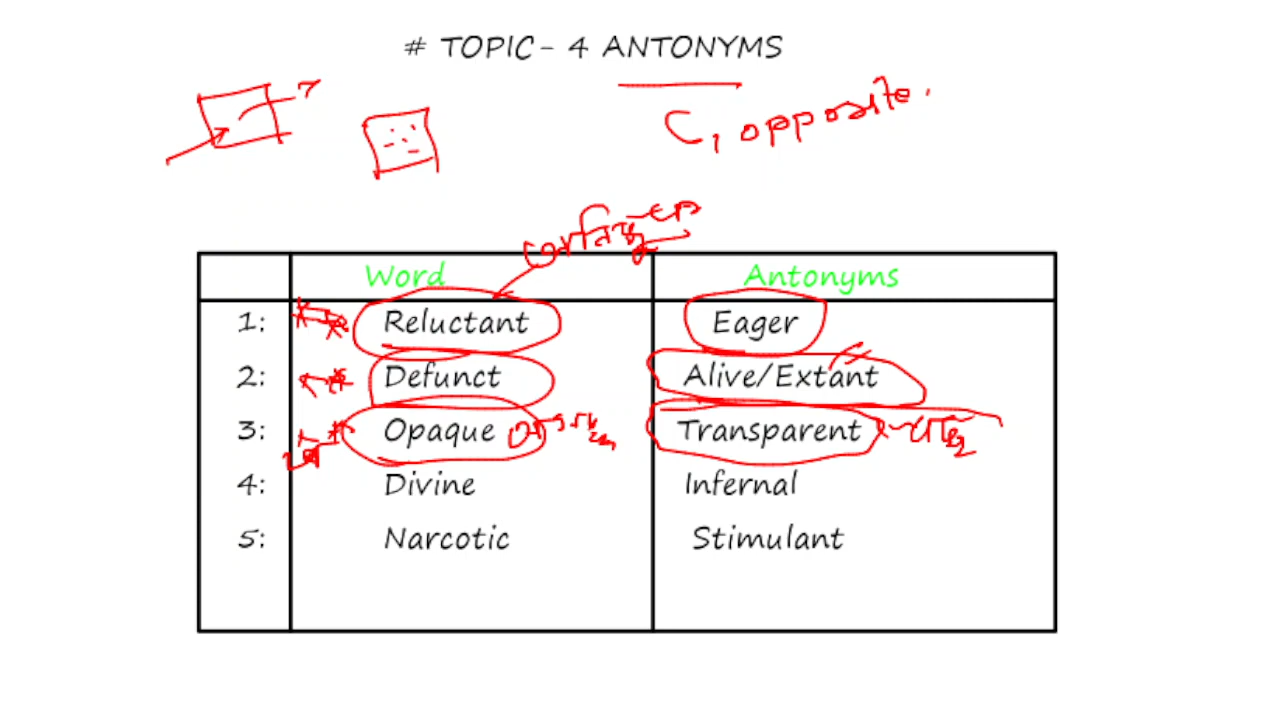 # TOPIC- 4 ANTONYMS
C, opposite.
Word Antonyms
1: Reluctant Eager
2: Defunct Alive/Extant
3: Opaque Transparent
4: Divine Infernal
5: Narcotic Stimulant